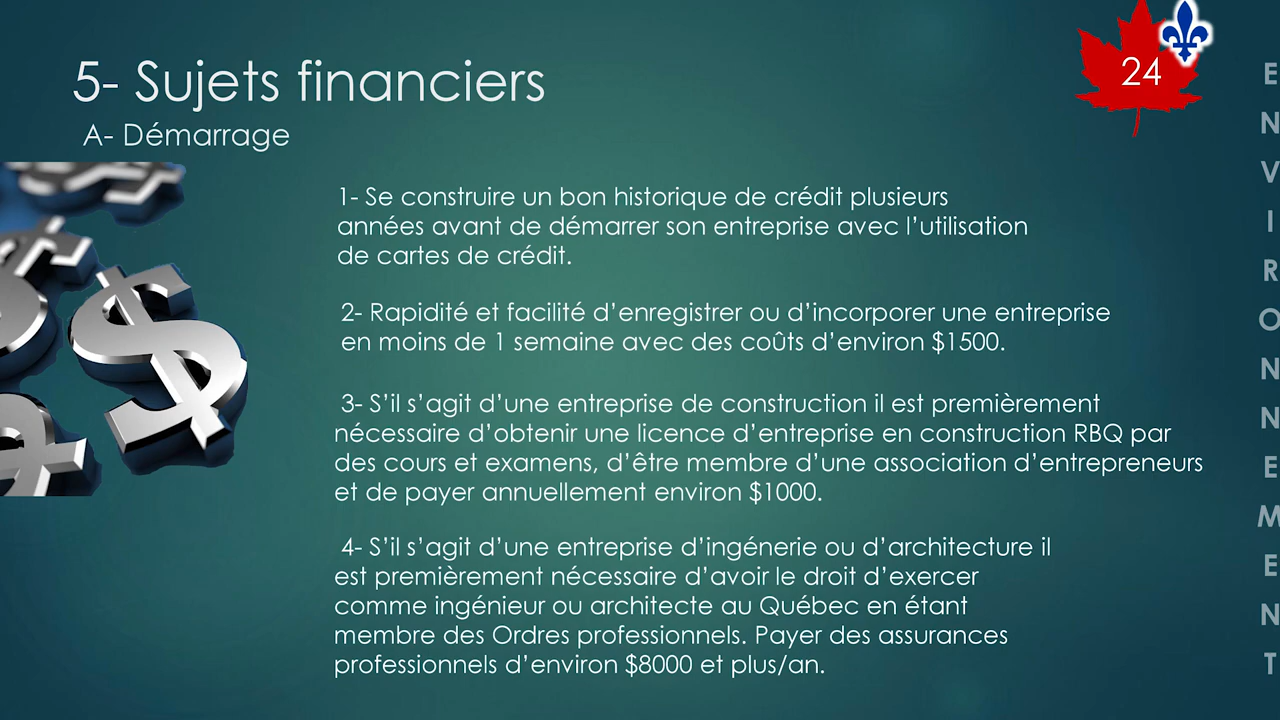 5- Sujets financiers
A- Démarrage
24
1- Se construire un bon historique de crédit plusieurs
années avant de démarrer son entreprise avec l’utilisation
de cartes de crédit.
2- Rapidité et facilité d’enregistrer ou d’incorporer une entreprise
en moins de 1 semaine avec des coûts d’environ $1500.
3- S’il s’agit d’une entreprise de construction il est premièrement
nécessaire d’obtenir une licence d’entreprise en construction RBQ par
des cours et examens, d’être membre d’une association d’entrepreneurs
et de payer annuellement environ $1000.
4- S’il s’agit d’une entreprise d’ingénerie ou d’architecture il
est premièrement nécessaire d’avoir le droit d’exercer
comme ingénieur ou architecte au Québec en étant
membre des Ordres professionnels. Payer des assurances
professionnels d’environ $8000 et plus/an.
ENVIRONNEMENT